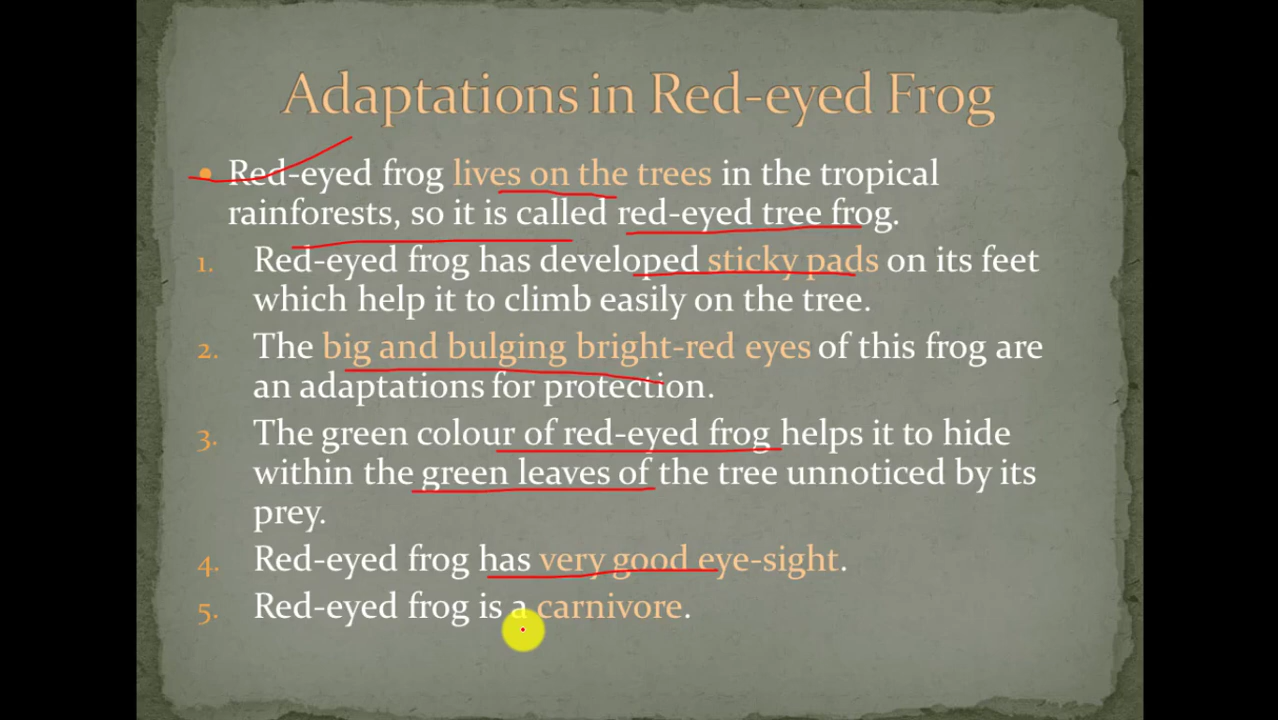 Adaptations in Red-eyed Frog
• Red-eyed frog lives on the trees in the tropical
rainforests, so it is called red-eyed tree frog.
1. Red-eyed frog has developed sticky pads on its feet
which help it to climb easily on the tree.
2. The big and bulging bright-red eyes of this frog are
an adaptations for protection.
3. The green colour of red-eyed frog helps it to hide
within the green leaves of the tree unnoticed by its
prey.
4. Red-eyed frog has very good eye-sight.
5. Red-eyed frog is a carnivore.